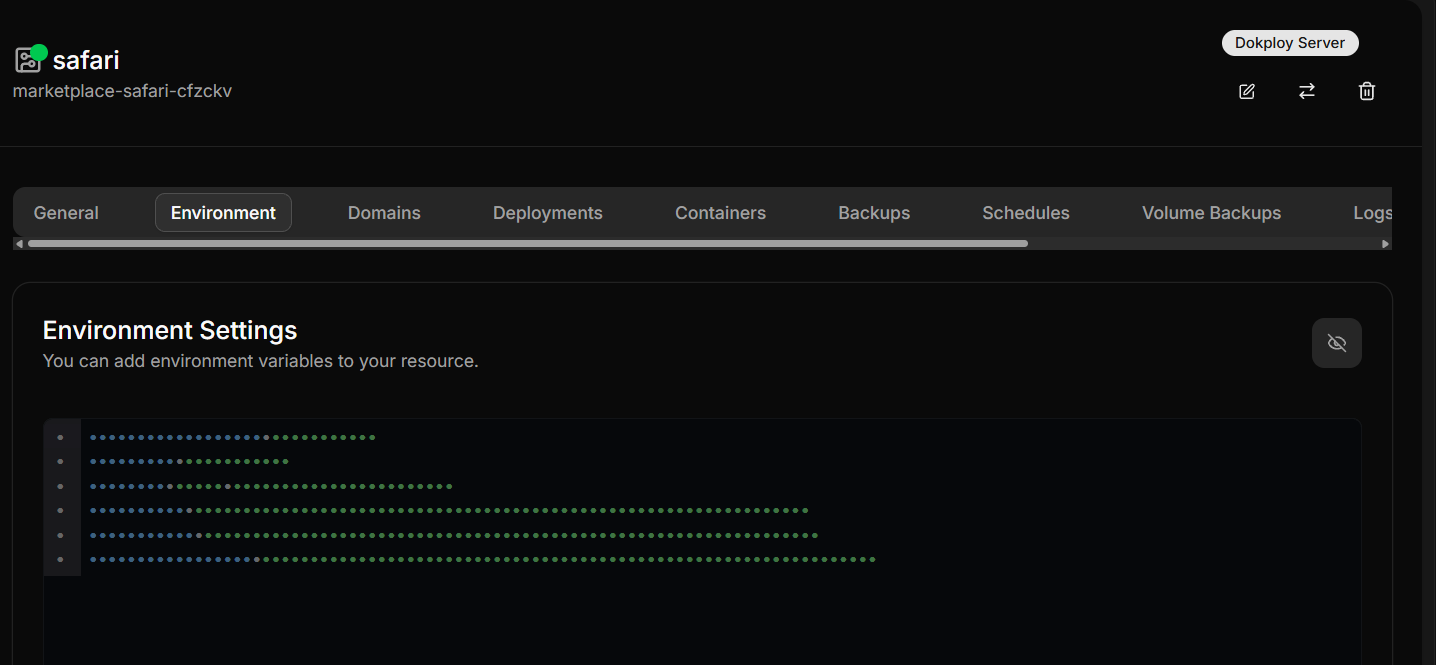 safari
marketplace-safari-cfzckv
Dokploy Server
General Environment Domains Deployments Containers Backups Schedules Volume Backups Logs
Environment Settings
You can add environment variables to your resource.